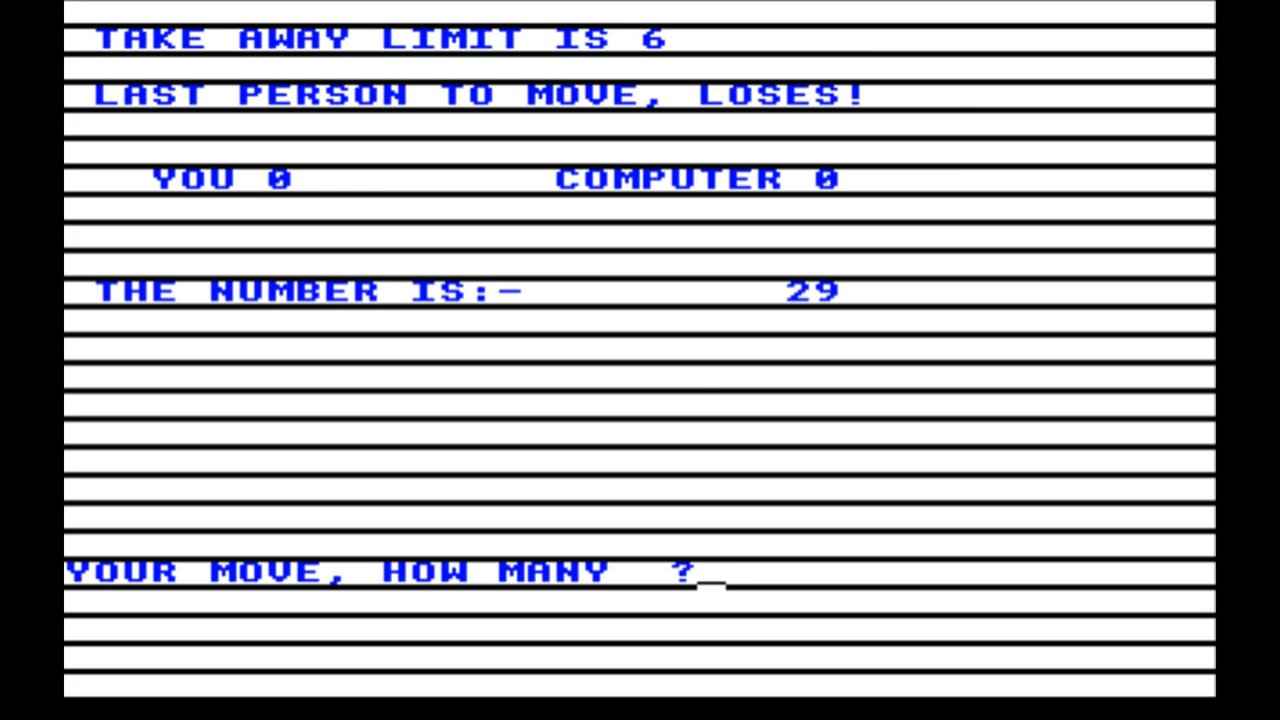 TAKE AWAY LIMIT IS 6
LAST PERSON TO MOVE, LOSES!
YOU 0 COMPUTER 0
THE NUMBER IS:- 29
YOUR MOVE, HOW MANY ?_